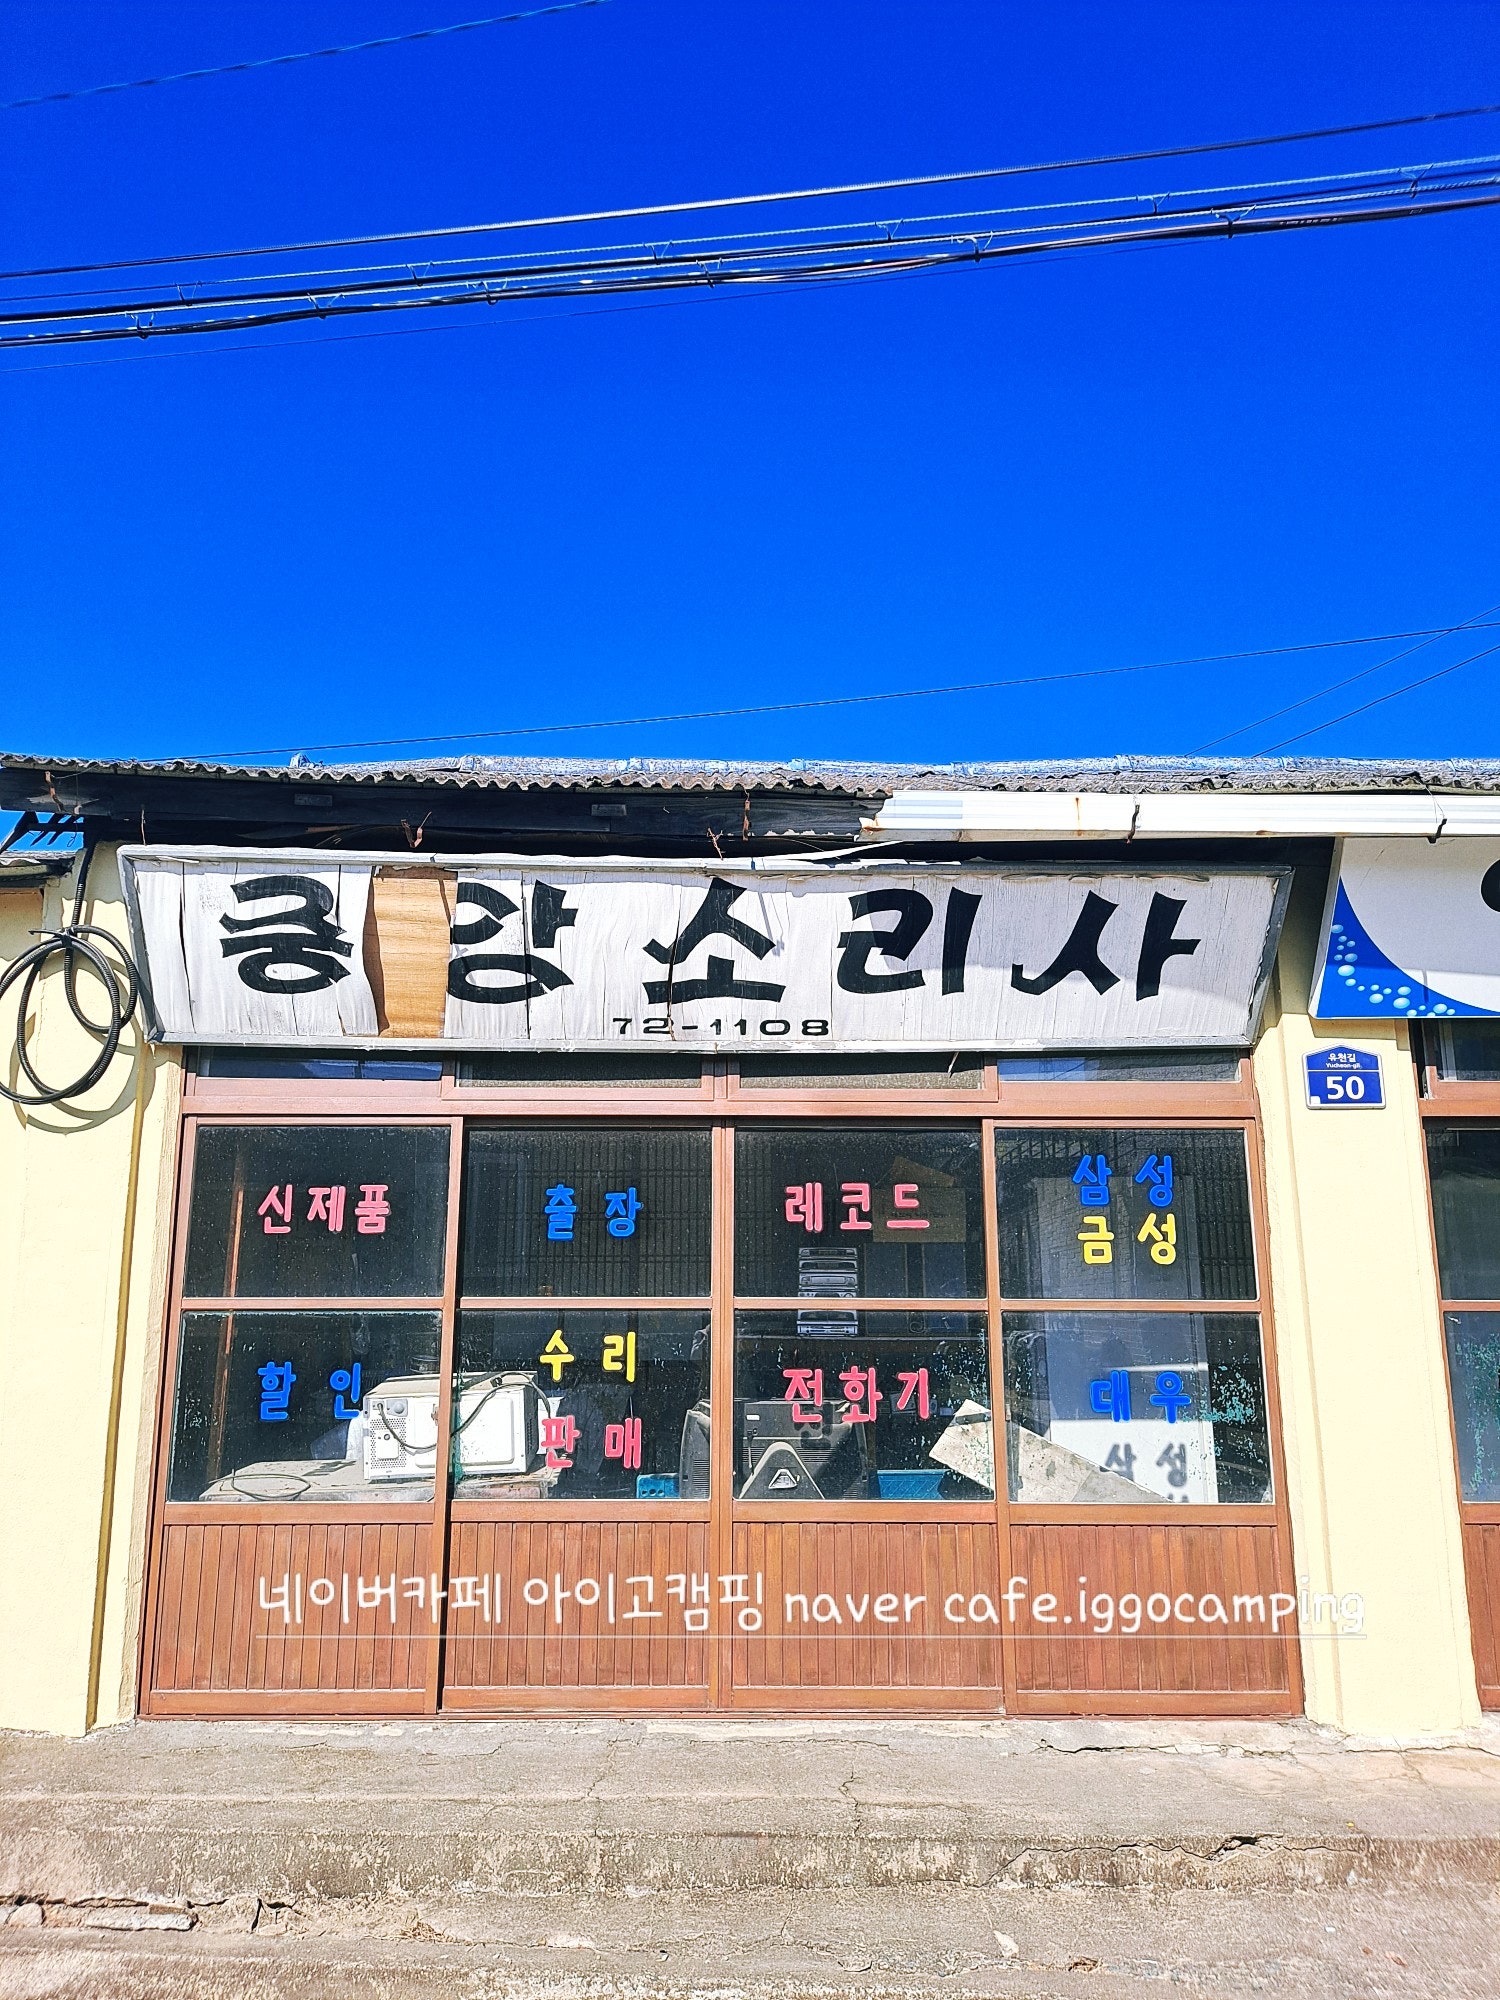 중앙소리사
72-1108
유천길
Yucheon-gil
50
신제품
출장
레코드
삼성
금성
할인
수리
판매
전화기
대우
네이버카페 아이고캠핑 naver cafe.iggocamping